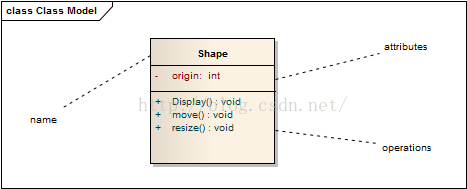 class Class Model
Shape
attributes
- origin: int
http://blog.csdn.net/
+ Display() : void
+ move() : void
+ resize() : void
name
operations